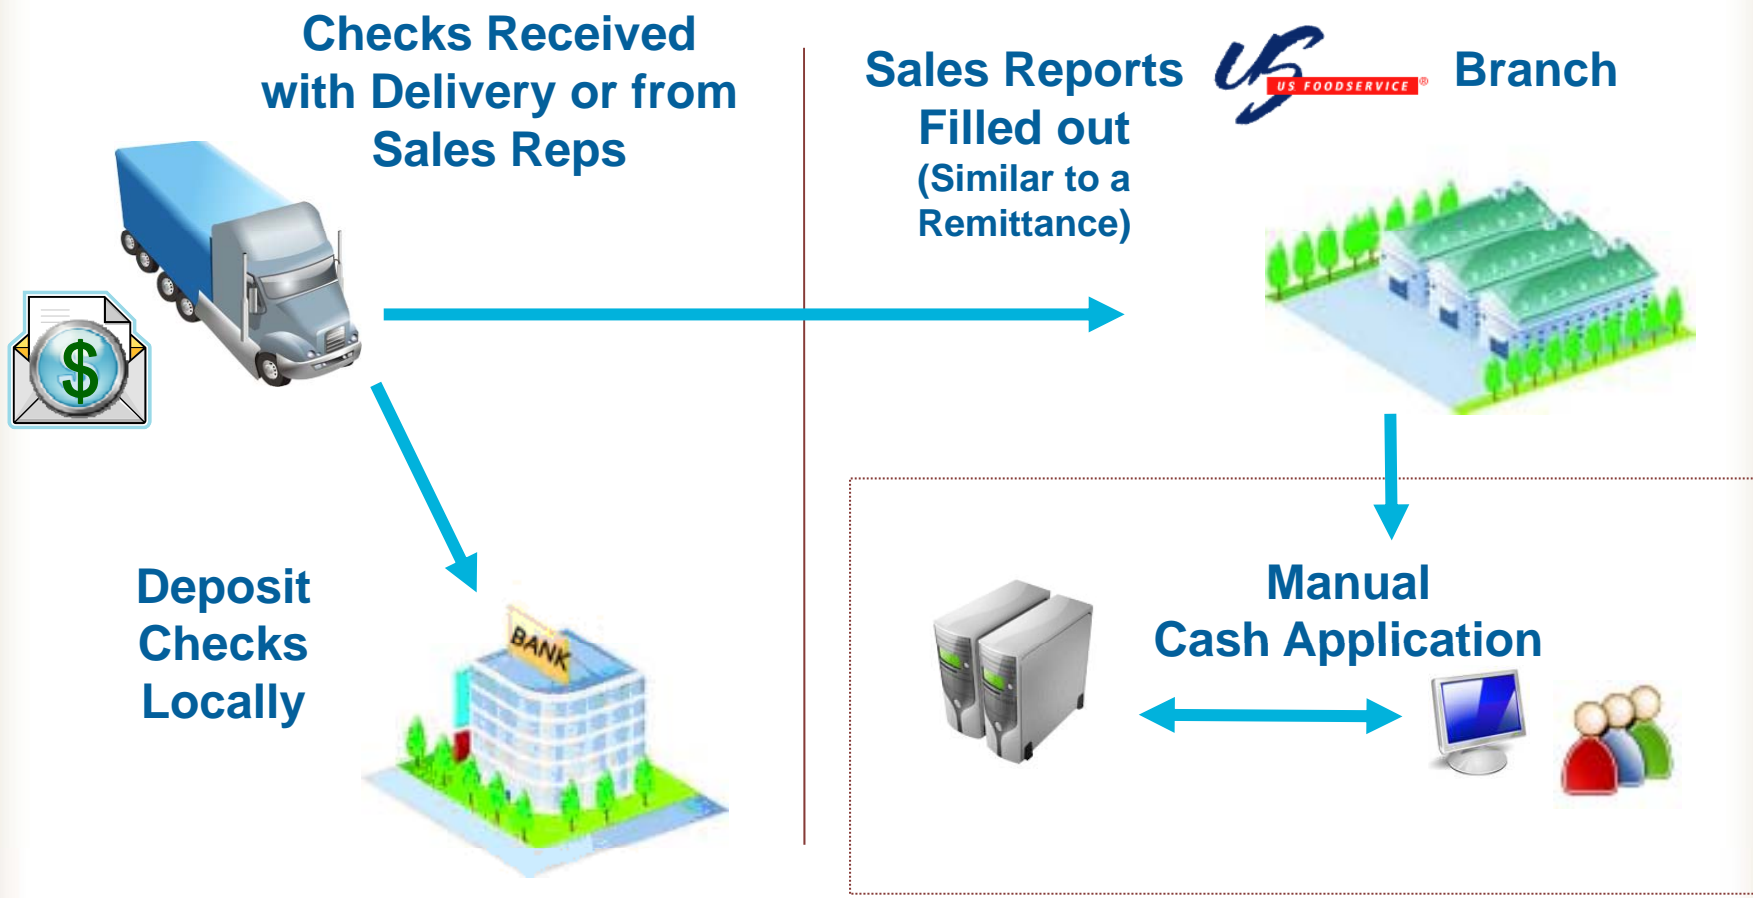 Checks Received
with Delivery or from
Sales Reps
Sales Reports
Filled out
(Similar to a
Remittance)
US
US FOODSERVICE®
Branch
$
Deposit
Checks
Locally
BANK
Manual
Cash Application